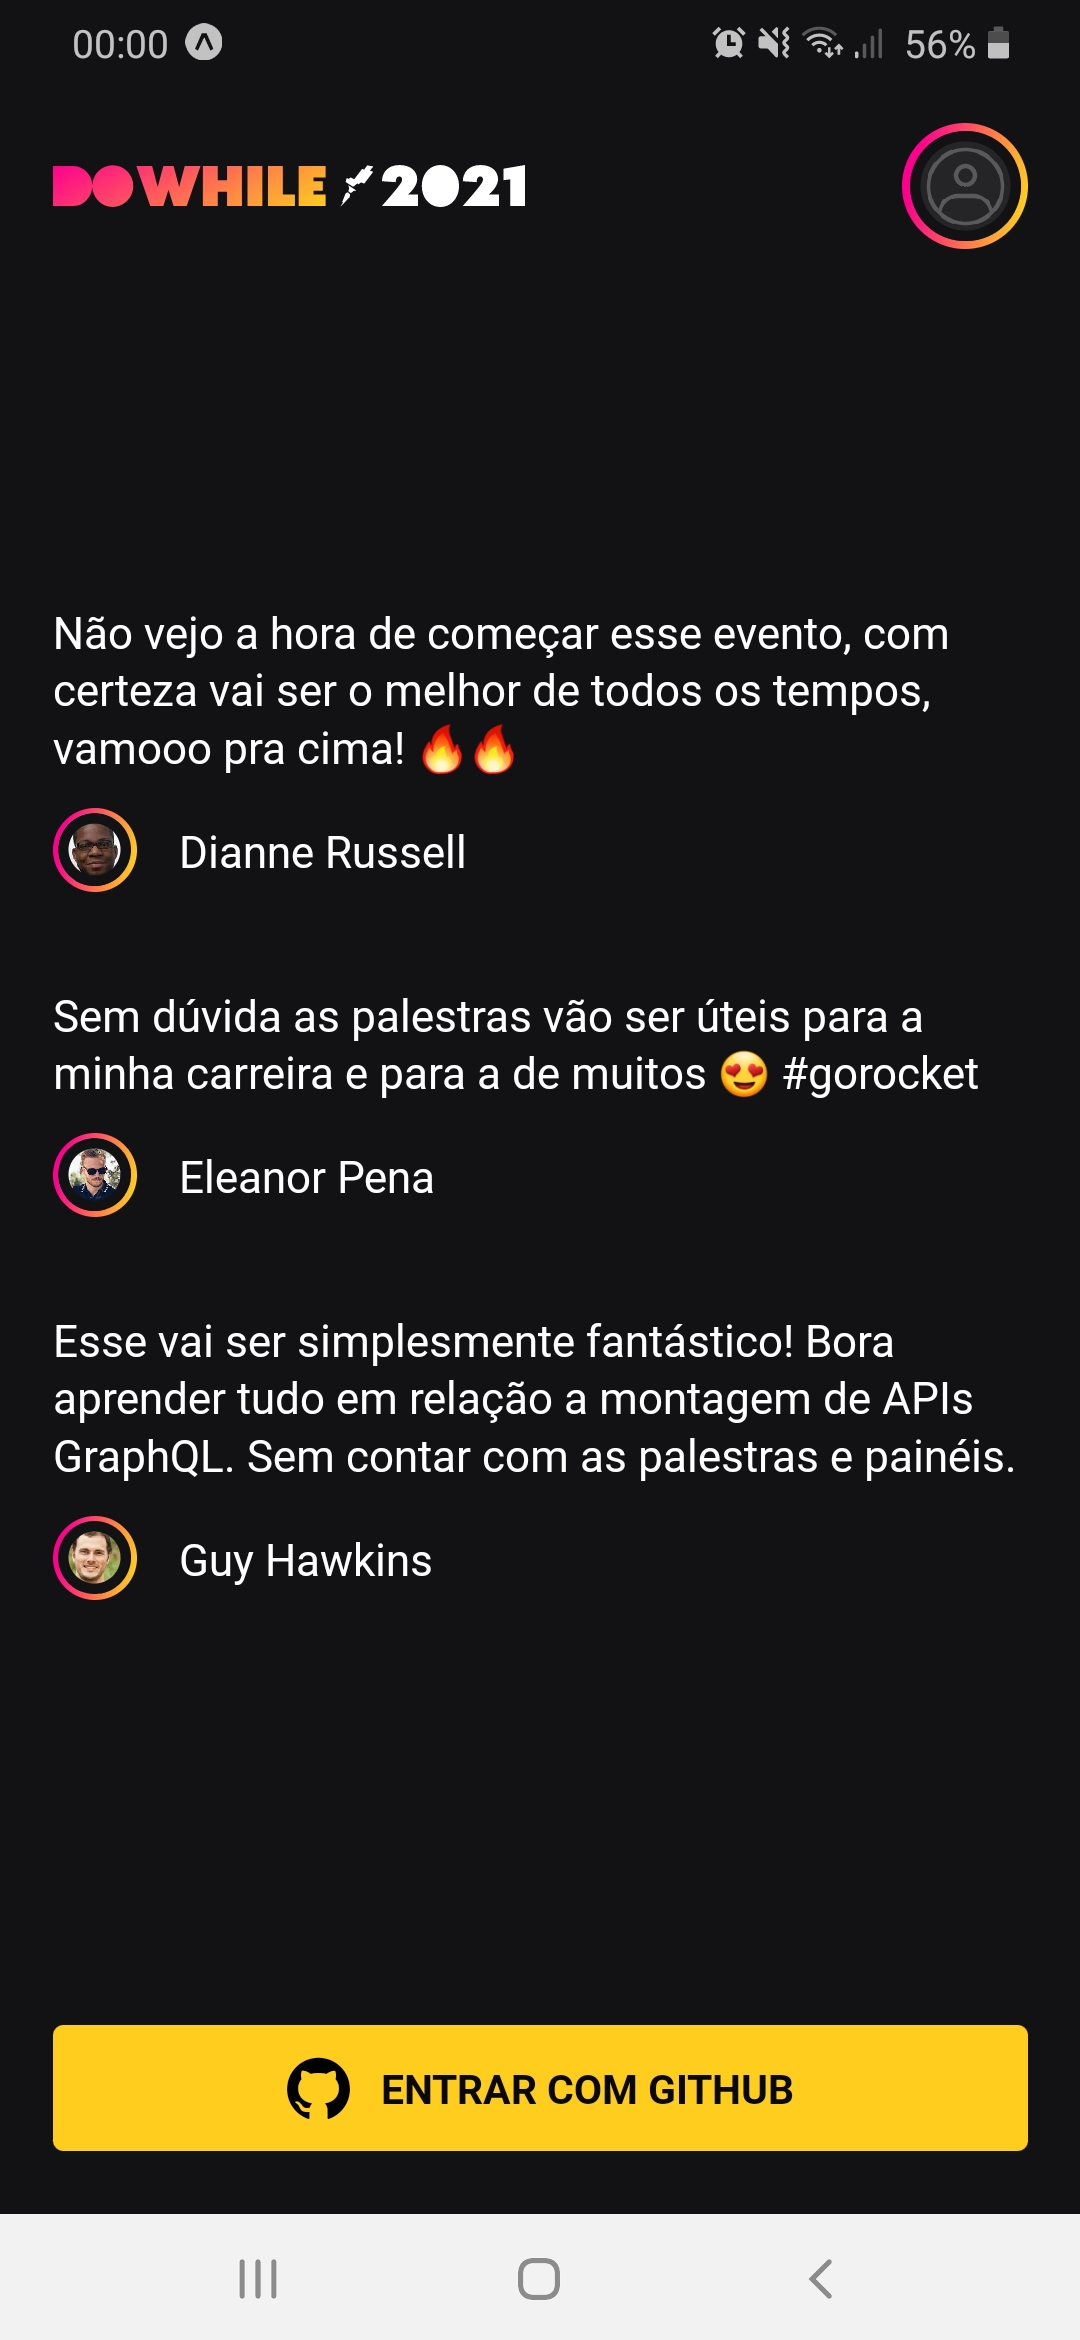 00:00 56%
DOWHILE 2021
Não vejo a hora de começar esse evento, com
certeza vai ser o melhor de todos os tempos,
vamooo pra cima! 🔥🔥
Dianne Russell
Sem dúvida as palestras vão ser úteis para a
minha carreira e para a de muitos 😍 #gorocket
Eleanor Pena
Esse vai ser simplesmente fantástico! Bora
aprender tudo em relação a montagem de APIs
GraphQL. Sem contar com as palestras e painéis.
Guy Hawkins
ENTRAR COM GITHUB